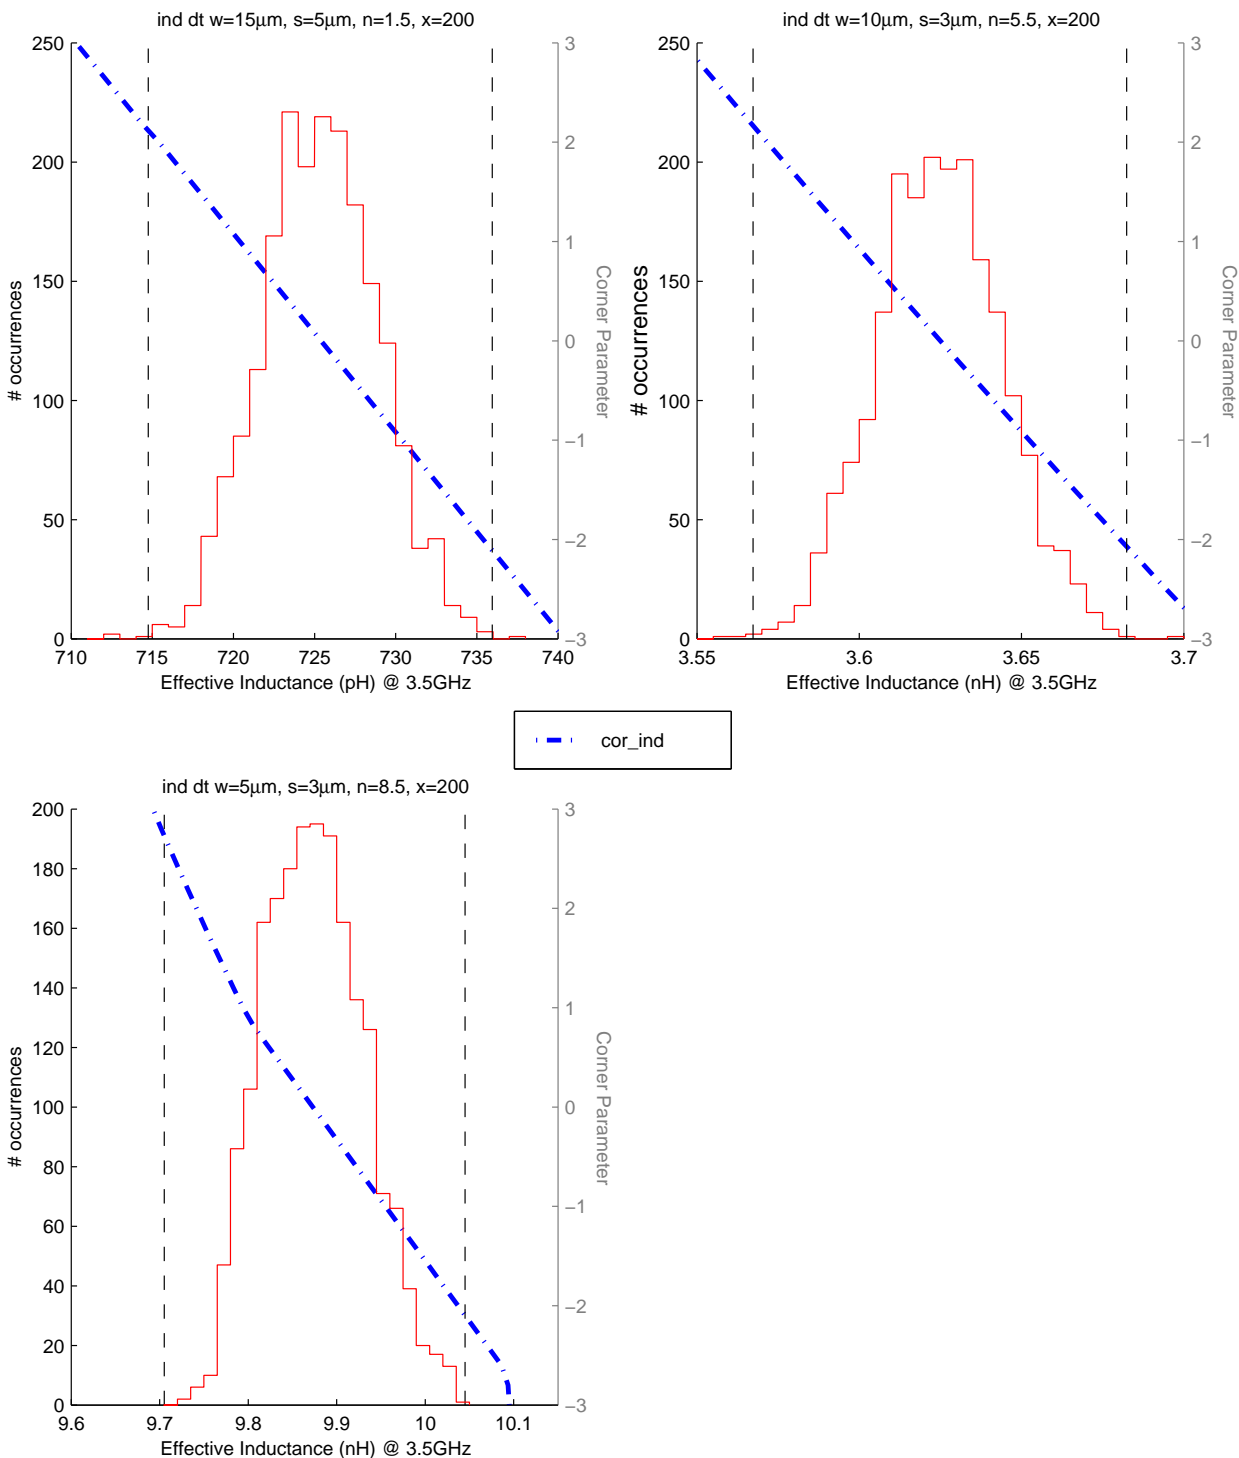 ind dt w=15μm, s=5μm, n=1.5, x=200
250
200
150
100
50
0
# occurrences
3
2
1
0
−1
−2
−3
Corner Parameter
710 715 720 725 730 735 740
Effective Inductance (pH) @ 3.5GHz
ind dt w=10μm, s=3μm, n=5.5, x=200
250
200
150
100
50
0
# occurrences
3
2
1
0
−1
−2
−3
Corner Parameter
3.55 3.6 3.65 3.7
Effective Inductance (nH) @ 3.5GHz
cor_ind
ind dt w=5μm, s=3μm, n=8.5, x=200
200
180
160
140
120
100
80
60
40
20
0
# occurrences
3
2
1
0
−1
−2
−3
Corner Parameter
9.6 9.7 9.8 9.9 10 10.1
Effective Inductance (nH) @ 3.5GHz